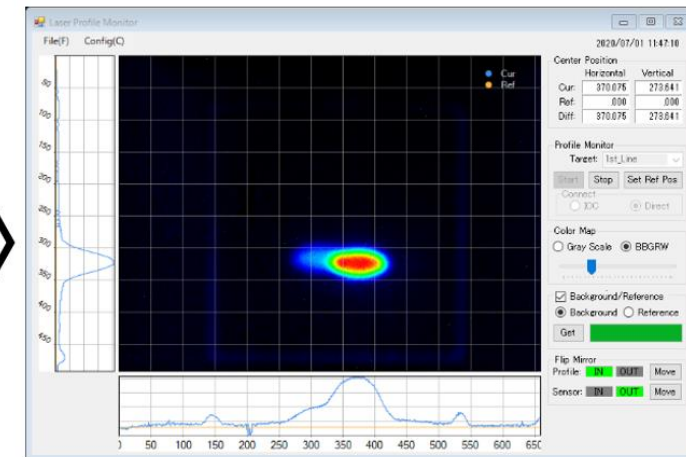 Laser Profile Monitor
File(F) Config(C)
2020/07/01 11:47:10
Cur
Ref
50
100
150
200
250
300
350
400
450
50 100 150 200 250 300 350 400 450 500 550 600 650
Center Position
Horizontal Vertical
Cur: 370.075 273.641
Ref: .000 .000
Diff: 370.075 273.641
Profile Monitor
Target: 1st_Line
Start Stop Set Ref Pos
Connect
IOC Direct
Color Map
Gray Scale BBGRW
Background/Reference
Background Reference
Get
Flip Mirror
Profile: IN OUT Move
Sensor: IN OUT Move